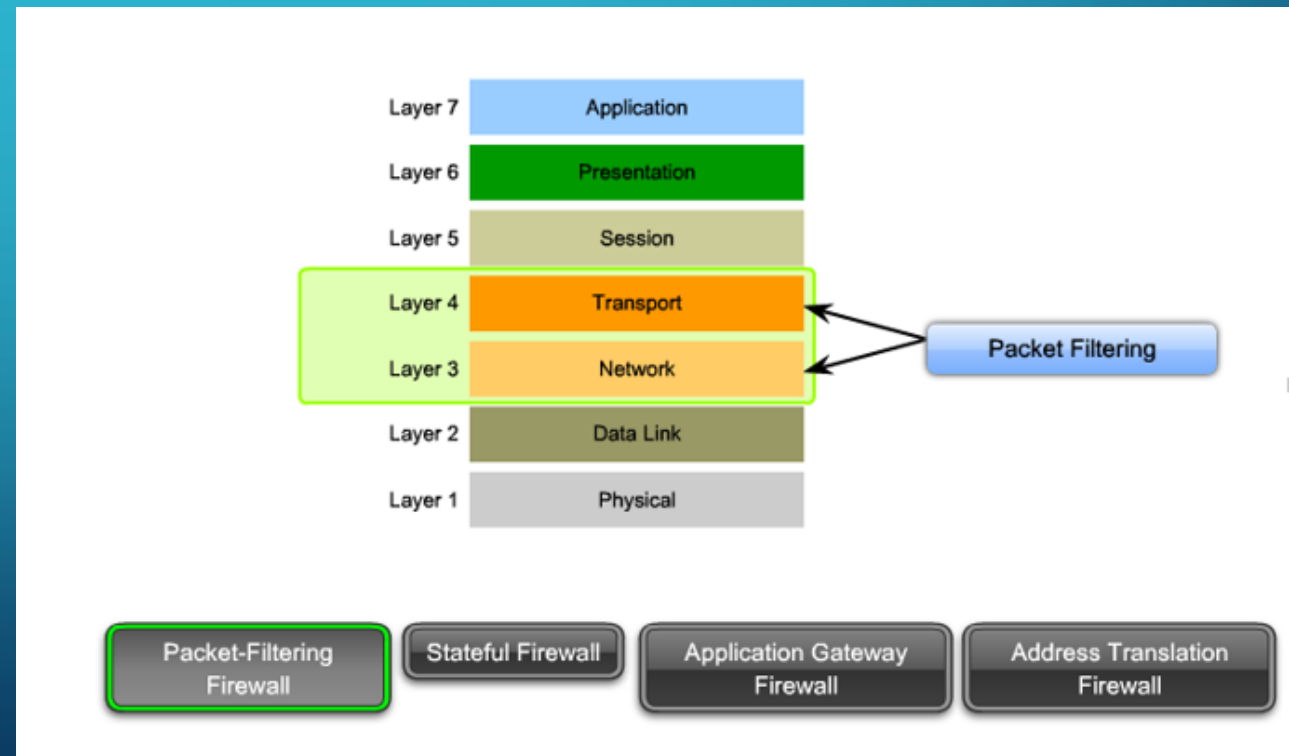 Layer 7 Application
Layer 6 Presentation
Layer 5 Session
Layer 4 Transport
Packet Filtering
Layer 3 Network
Layer 2 Data Link
Layer 1 Physical
Packet-Filtering
Firewall
Stateful Firewall
Application Gateway
Firewall
Address Translation
Firewall